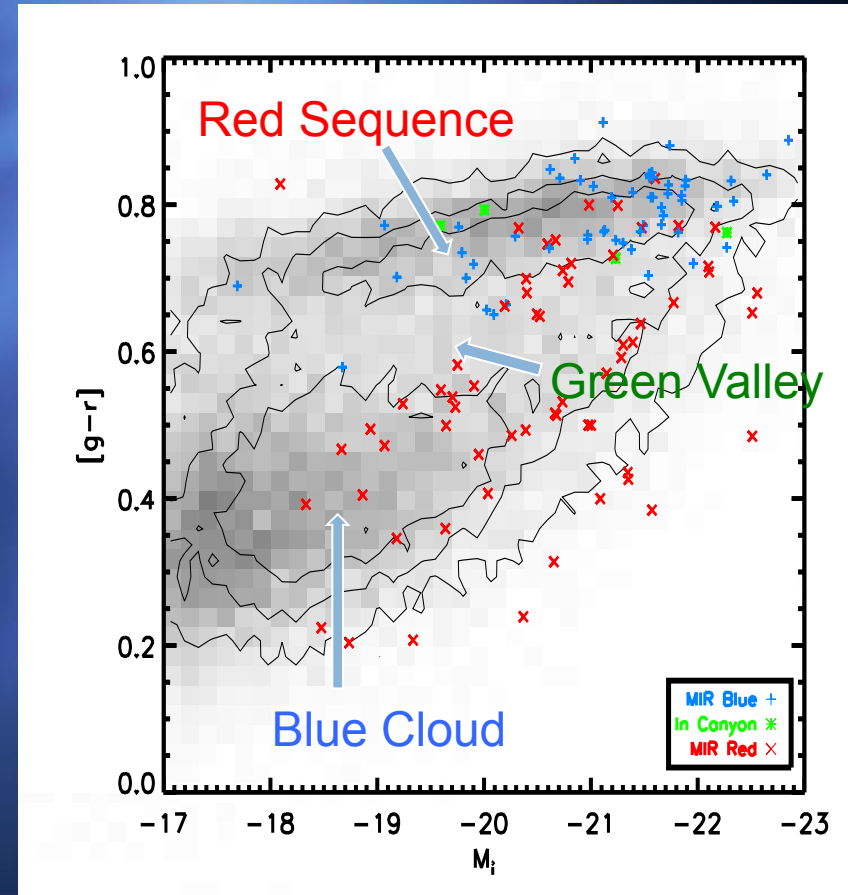 1.0
Red Sequence
0.8
0.6
Green Valley
[g-r]
0.4
0.2
MIR Blue +
In Canyon ✳
MIR Red ×
Blue Cloud
0.0
-17 -18 -19 -20 -21 -22 -23
Mi